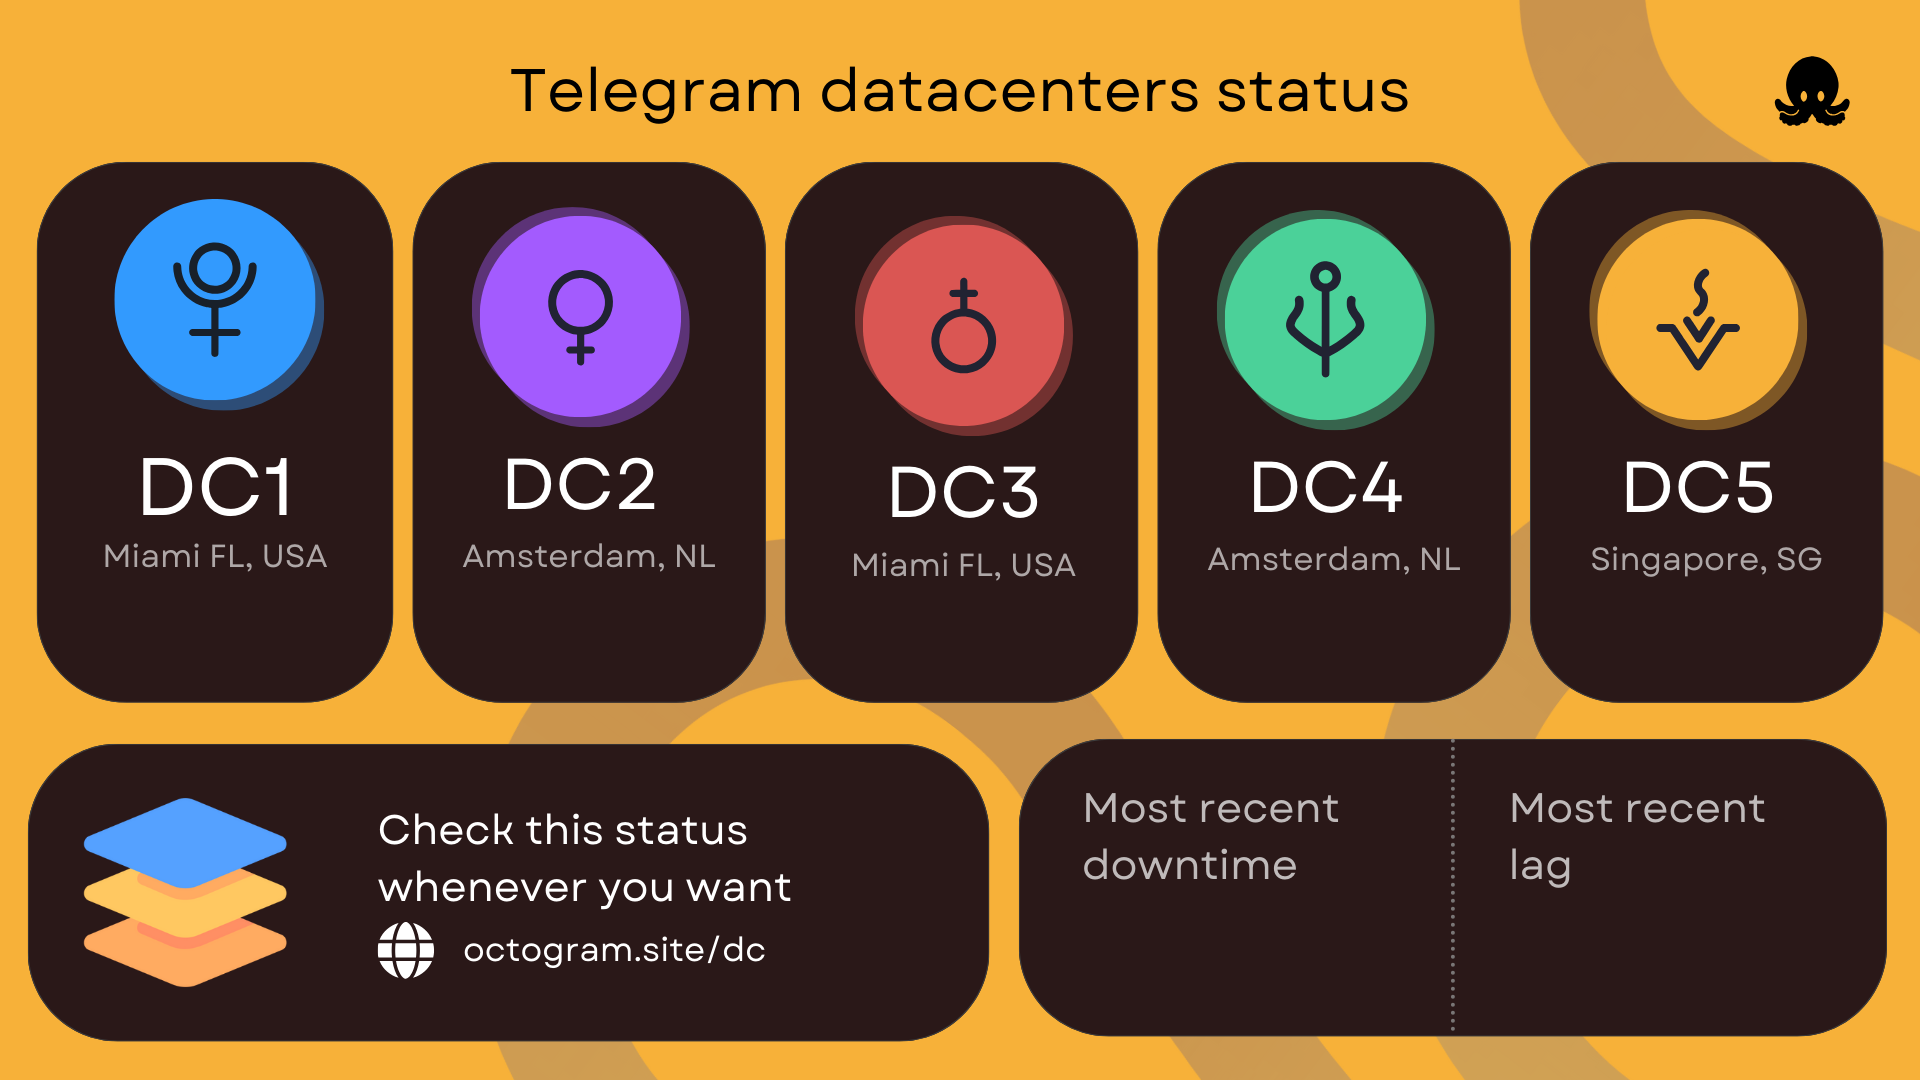 Telegram datacenters status
DC1
Miami FL, USA
DC2
Amsterdam, NL
DC3
Miami FL, USA
DC4
Amsterdam, NL
DC5
Singapore, SG
Check this status
whenever you want
octogram.site/dc
Most recent
downtime
Most recent
lag